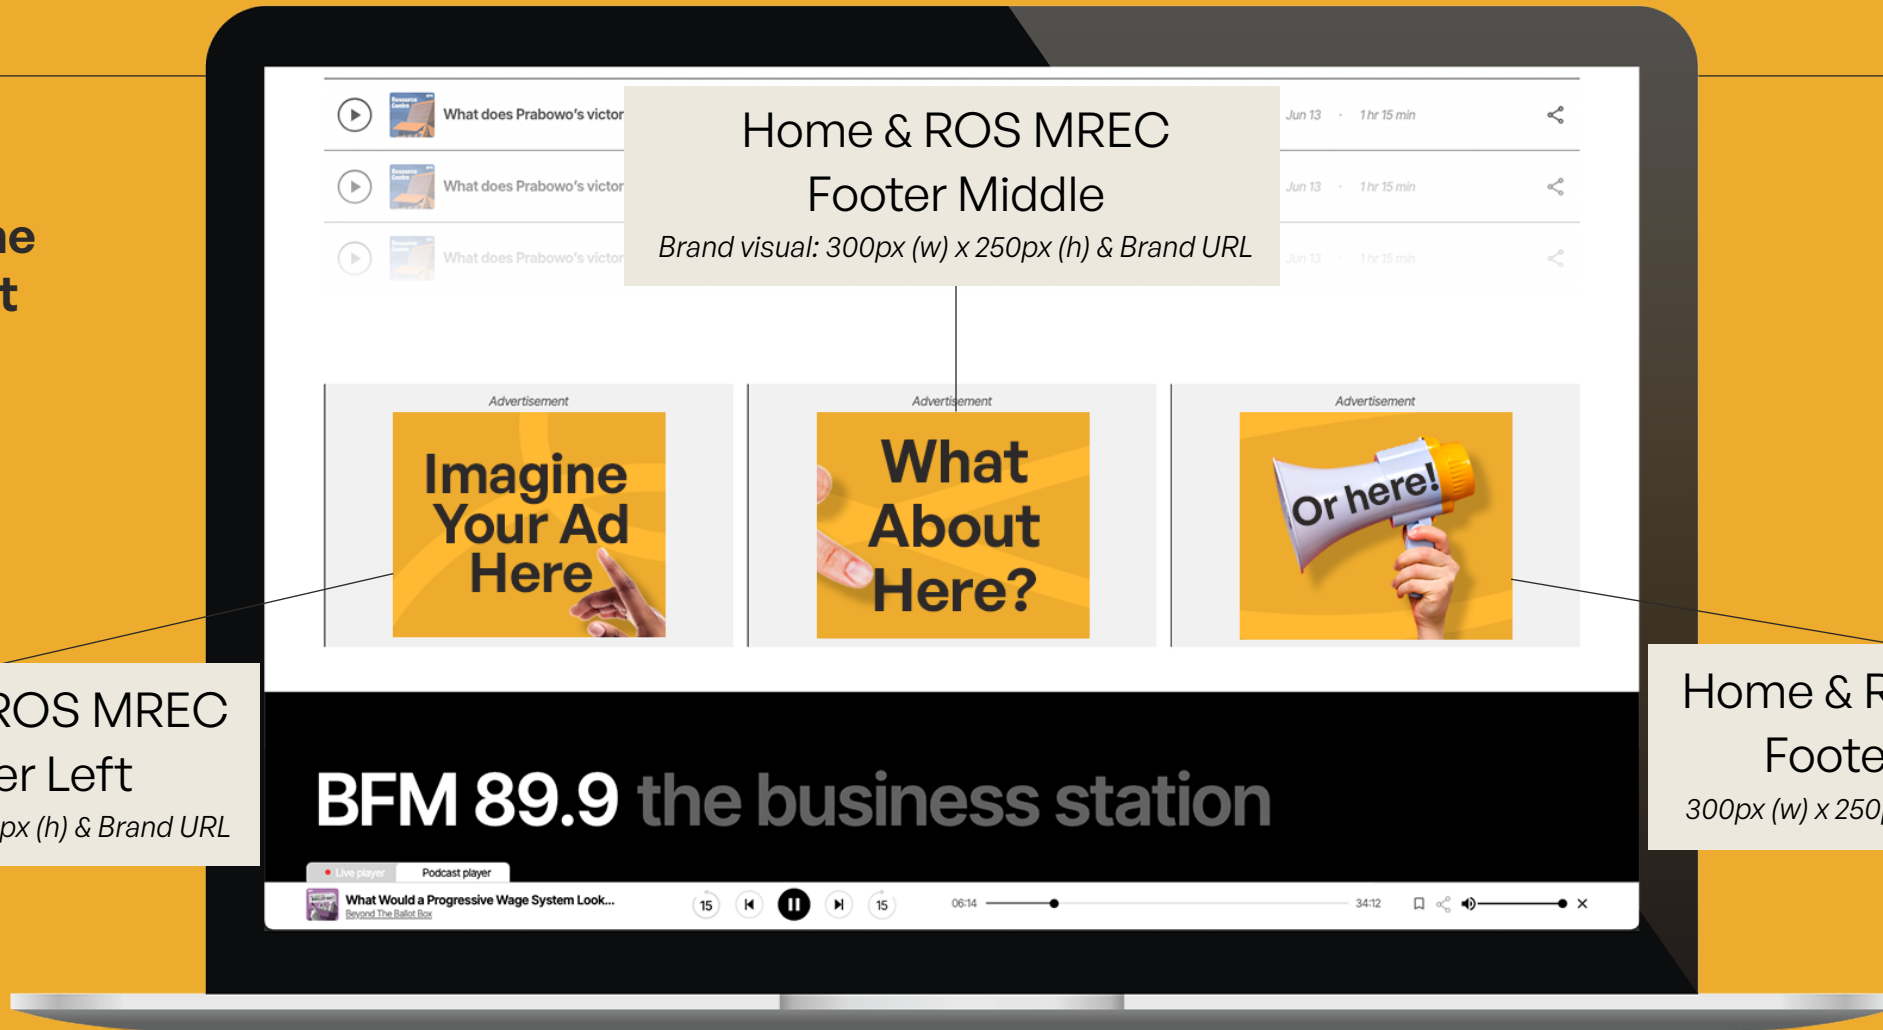 What does Prabowo's victor
Jun 13 · 1 hr 15 min
What does Prabowo's victor
Jun 13 · 1 hr 15 min
What does Prabowo's victor
Jun 13 · 1 hr 15 min
Home & ROS MREC
Footer Middle
Brand visual: 300px (w) x 250px (h) & Brand URL
Advertisement
Imagine
Your Ad
Here
Advertisement
What
About
Here?
Advertisement
Or here!
ROS MREC
Left
px (h) & Brand URL
Home &
300px (w) x 250
BFM 89.9 the business station
Live player
Podcast player
What Would a Progressive Wage System Look...
Beyond The Ballot Box
15
15
06:14
34:12